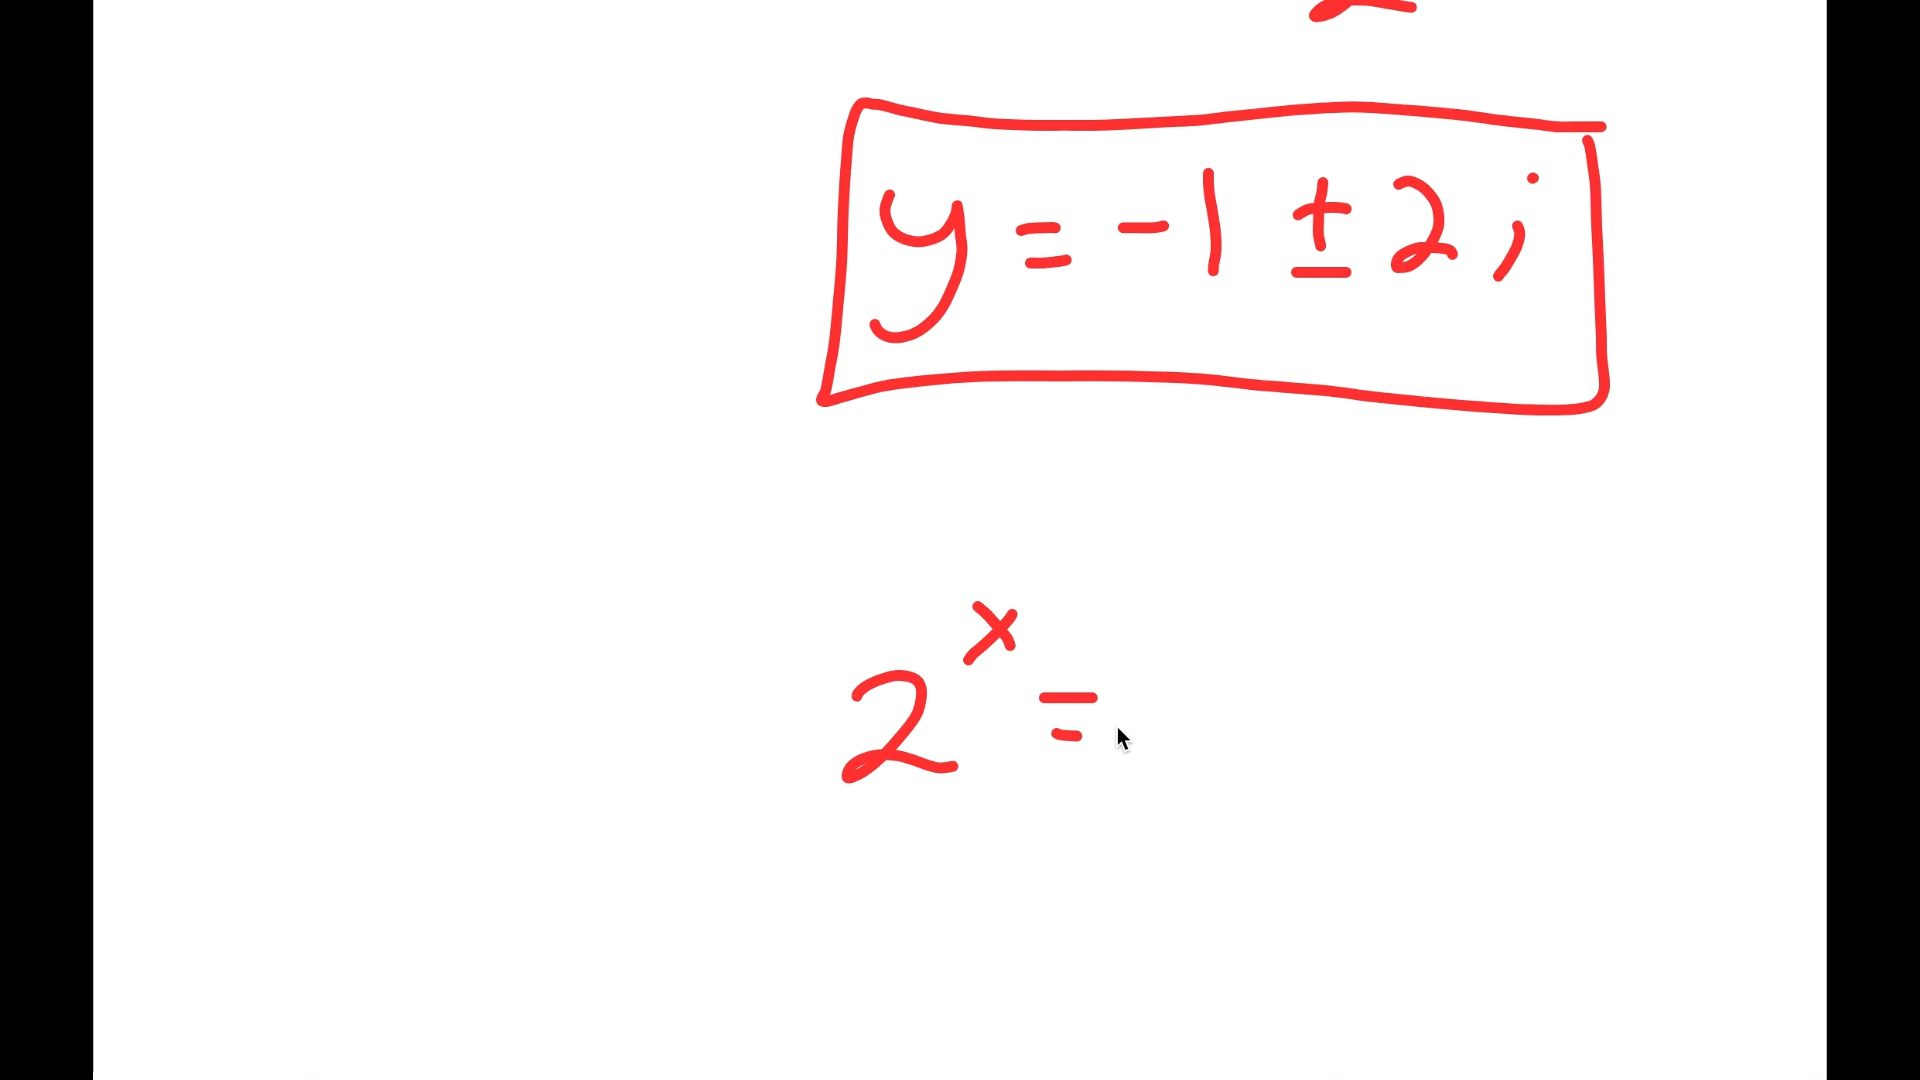 y = -1 ± 2i
2^x =